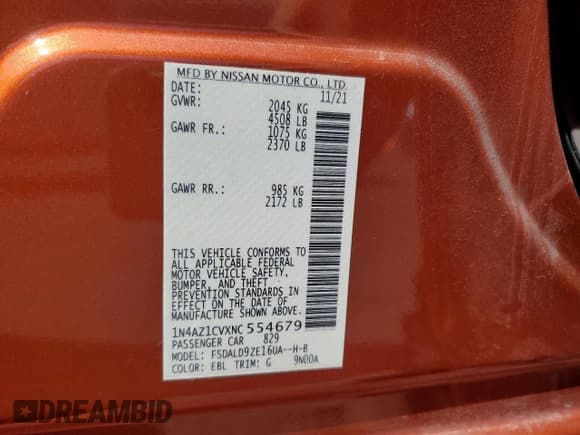 MFD BY NISSAN MOTOR CO., LTD.
DATE: 11/21
GVWR: 2045 KG
4508 LB
GAWR FR.: 1075 KG
2370 LB
GAWR RR.: 985 KG
2172 LB
THIS VEHICLE CONFORMS TO
ALL APPLICABLE FEDERAL
MOTOR VEHICLE SAFETY,
BUMPER, AND THEFT
PREVENTION STANDARDS IN
EFFECT ON THE DATE OF
MANUFACTURE SHOWN ABOVE.
1N4AZ1CVXNC554679
PASSENGER CAR 829
MODEL: FSDALD9ZE16UA--H-B
COLOR: EBL TRIM: G 9N00A
DREAMBID